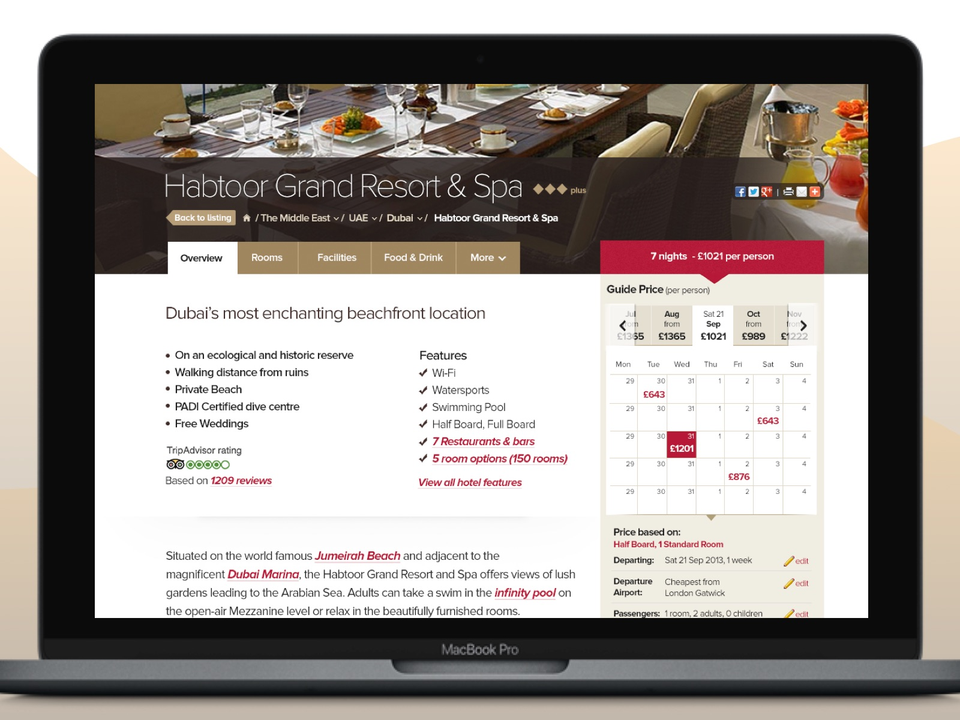 Habtoor Grand Resort & Spa plus
Back to listing / The Middle East / UAE / Dubai / Habtoor Grand Resort & Spa
Overview Rooms Facilities Food & Drink More
7 nights - £1021 per person
Dubai's most enchanting beachfront location
• On an ecological and historic reserve
• Walking distance from ruins
• Private Beach
• PADI Certified dive centre
• Free Weddings
TripAdvisor rating
Based on 1209 reviews
Features
Wi-Fi
Watersports
Swimming Pool
Half Board, Full Board
7 Restaurants & bars
5 room options (150 rooms)
View all hotel features
Situated on the world famous Jumeirah Beach and adjacent to the
magnificent Dubai Marina, the Habtoor Grand Resort and Spa offers views of lush
gardens leading to the Arabian Sea. Adults can take a swim in the infinity pool on
the open-air Mezzanine level or relax in the beautifully furnished rooms.
Guide Price (per person)
Jul Aug Sat 21 Oct Nov
from Sep from
£1365 £1365 £1021 £989 £1222
Mon Tue Wed Thu Fri Sat Sun
29 30 31 1 2 3 4
£643
29 30 31 1 2 3 4
£643
29 30 31 1 2 3 4
£1201
29 30 31 1 2 3 4
£876
29 30 31 1 2 3 4
Price based on:
Half Board, 1 Standard Room
Departing: Sat 21 Sep 2013, 1 week edit
Departure Cheapest from edit
Airport: London Gatwick
Passengers: 1 room, 2 adults, 0 children edit
MacBook Pro